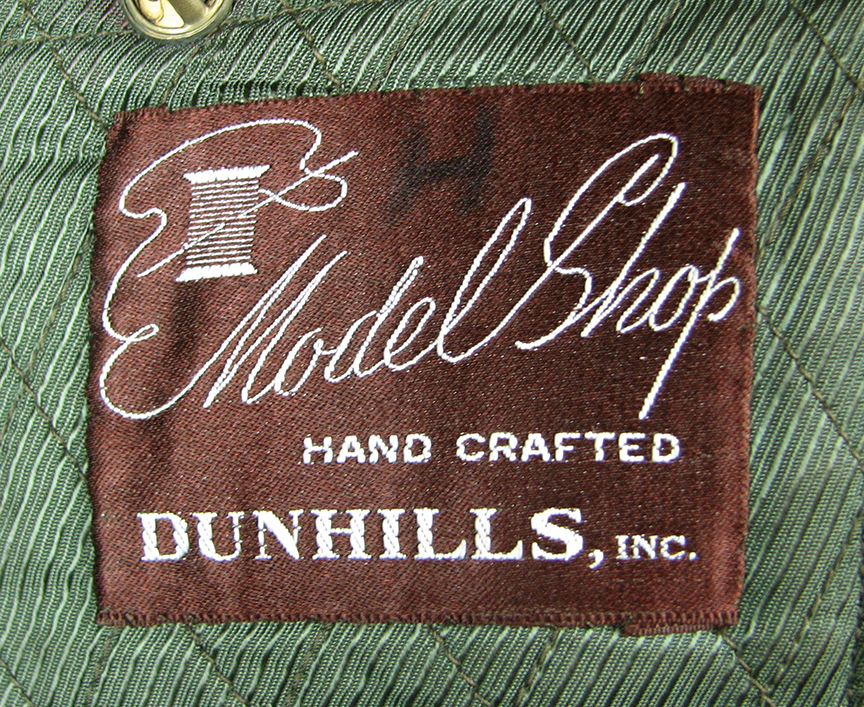 H
Model Shop
HAND CRAFTED
DUNHILLS, INC.